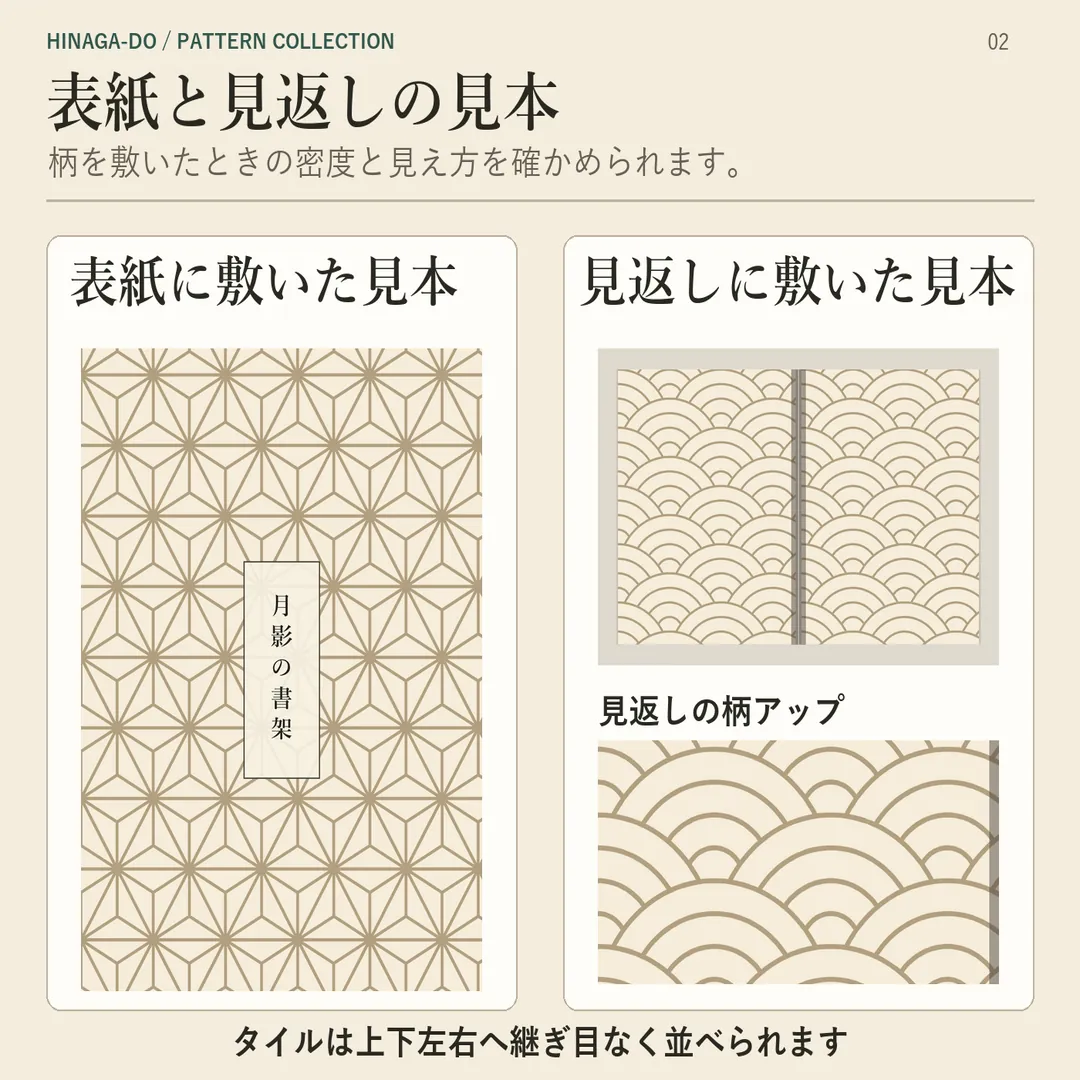 HINAGA-DO / PATTERN COLLECTION
02
表紙と見返しの見本
柄を敷いたときの密度と見え方を確かめられます。
表紙に敷いた見本
月影の書架
見返しに敷いた見本
見返しの柄アップ
タイルは上下左右へ継ぎ目なく並べられます